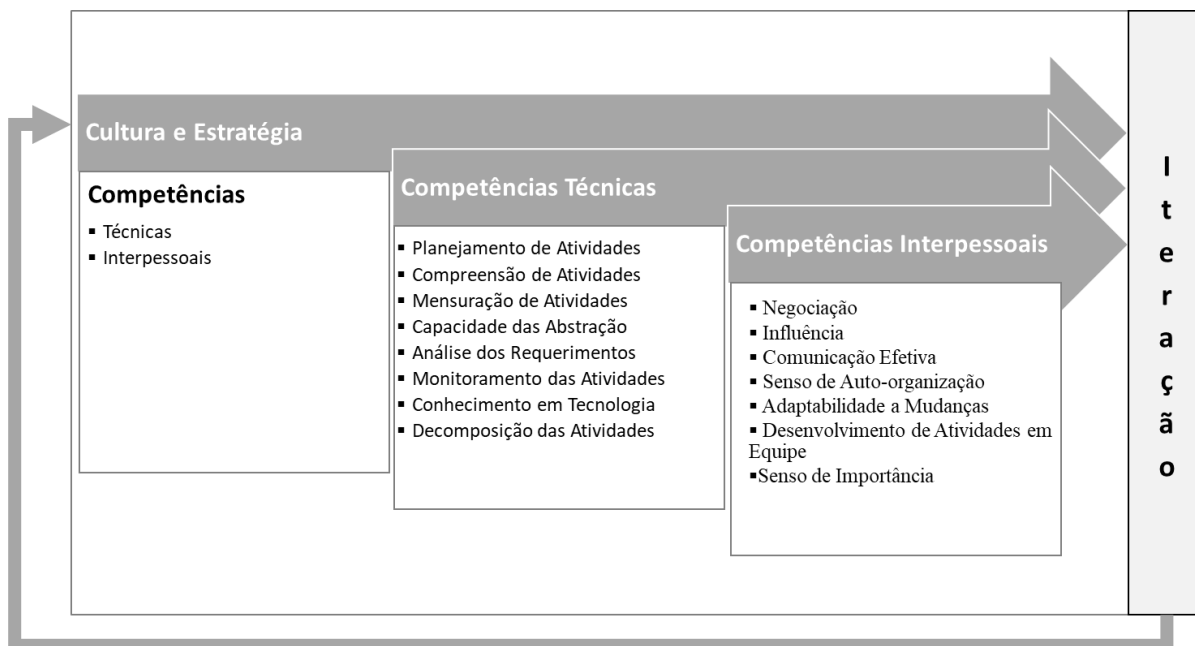 Cultura e Estratégia
Competências
▪ Técnicas
▪ Interpessoais
Competências Técnicas
▪ Planejamento de Atividades
▪ Compreensão de Atividades
▪ Mensuração de Atividades
▪ Capacidade das Abstração
▪ Análise dos Requerimentos
▪ Monitoramento das Atividades
▪ Conhecimento em Tecnologia
▪ Decomposição das Atividades
Competências Interpessoais
▪ Negociação
▪ Influência
▪ Comunicação Efetiva
▪ Senso de Auto-organização
▪ Adaptabilidade a Mudanças
▪ Desenvolvimento de Atividades em
Equipe
▪Senso de Importância
Iteração